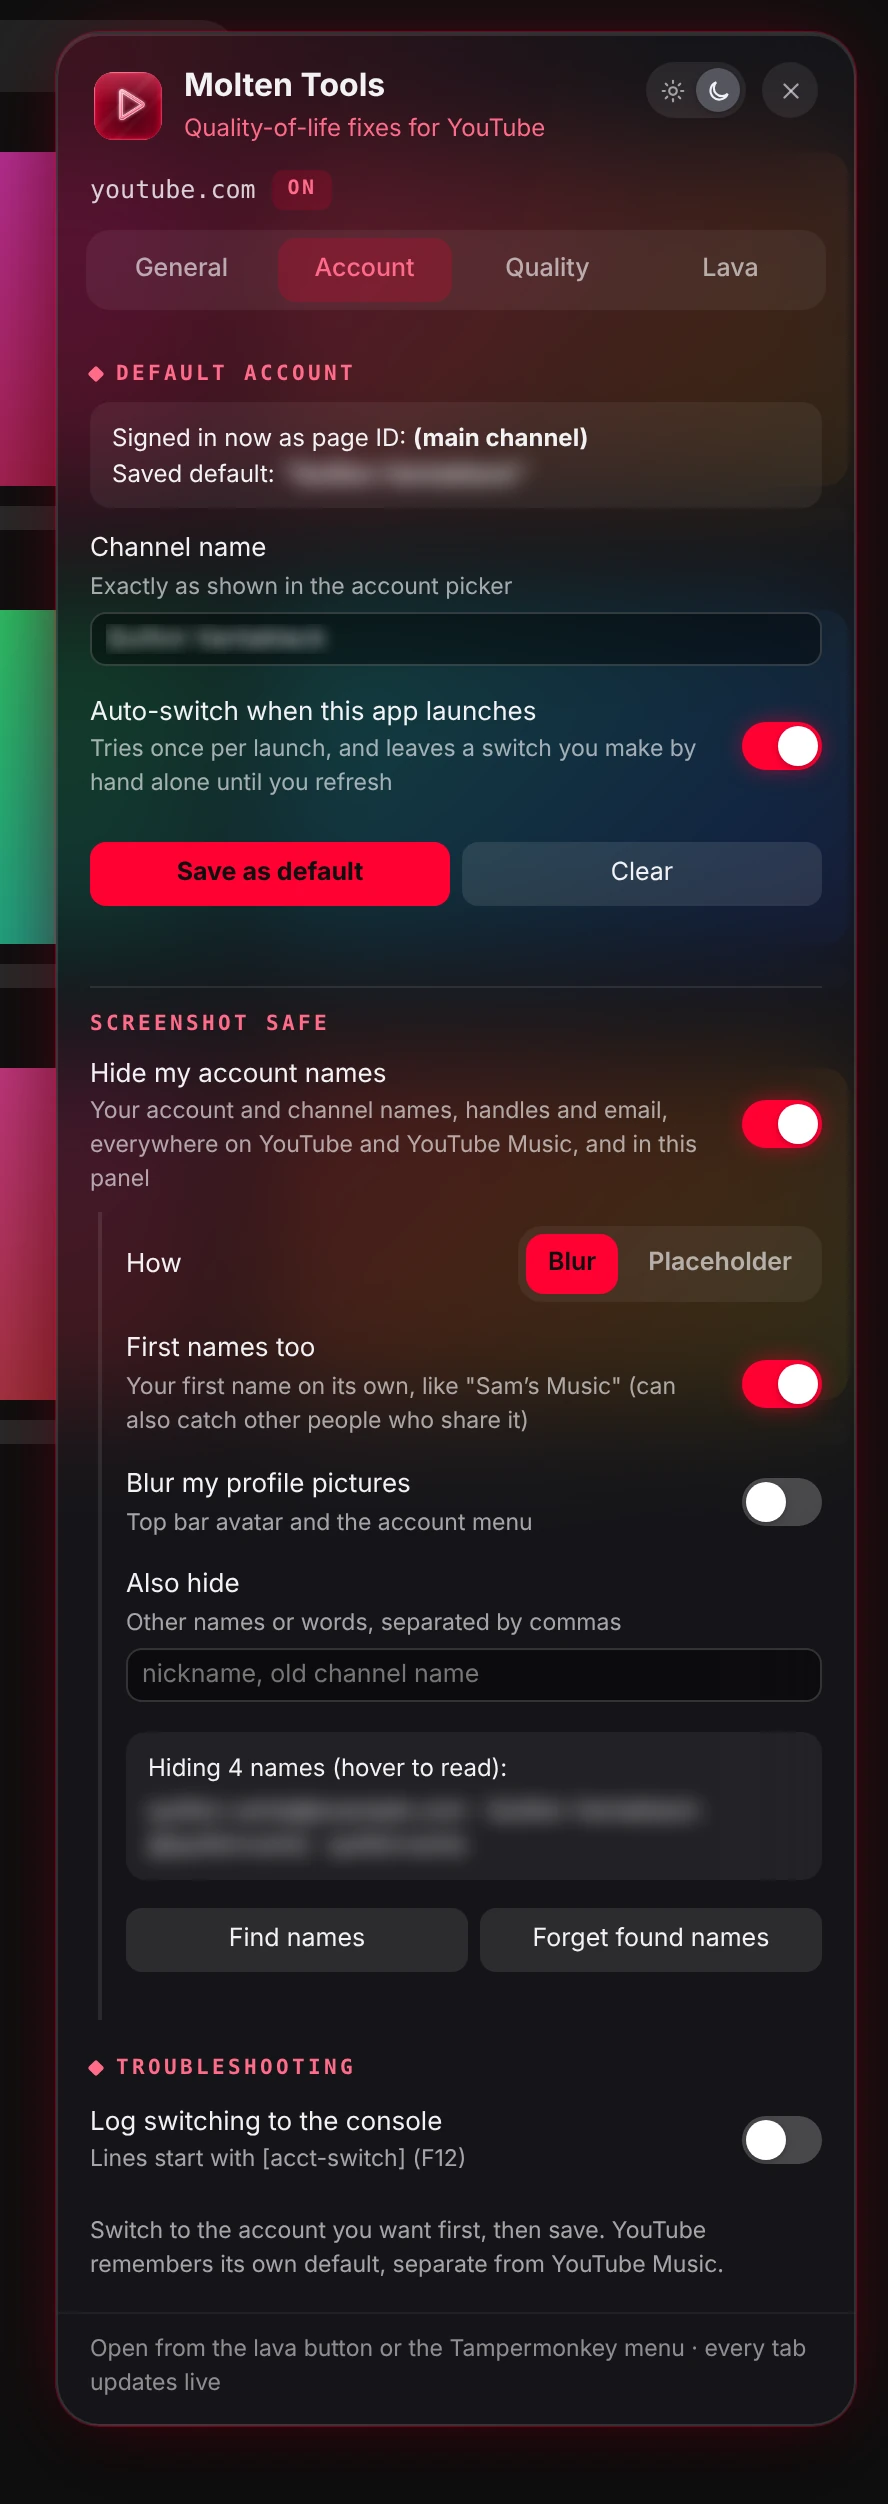 Molten Tools
Quality-of-life fixes for YouTube
youtube.com ON
General Account Quality Lava
DEFAULT ACCOUNT
Signed in now as page ID: (main channel)
Saved default:
Channel name
Exactly as shown in the account picker
Auto-switch when this app launches
Tries once per launch, and leaves a switch you make by
hand alone until you refresh
Save as default Clear
SCREENSHOT SAFE
Hide my account names
Your account and channel names, handles and email,
everywhere on YouTube and YouTube Music, and in this
panel
How Blur Placeholder
First names too
Your first name on its own, like "Sam’s Music" (can
also catch other people who share it)
Blur my profile pictures
Top bar avatar and the account menu
Also hide
Other names or words, separated by commas
nickname, old channel name
Hiding 4 names (hover to read):
Find names Forget found names
TROUBLESHOOTING
Log switching to the console
Lines start with [acct-switch] (F12)
Switch to the account you want first, then save. YouTube
remembers its own default, separate from YouTube Music.
Open from the lava button or the Tampermonkey menu · every tab
updates live